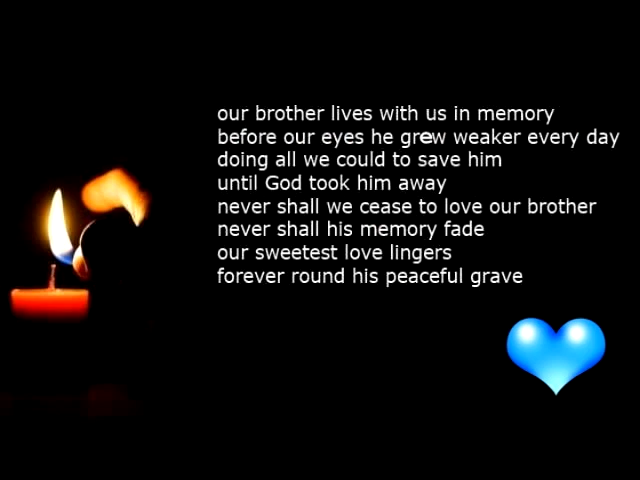 our brother lives with us in memory
before our eyes he grew weaker every day
doing all we could to save him
until God took him away
never shall we cease to love our brother
never shall his memory fade
our sweetest love lingers
forever round his peaceful grave